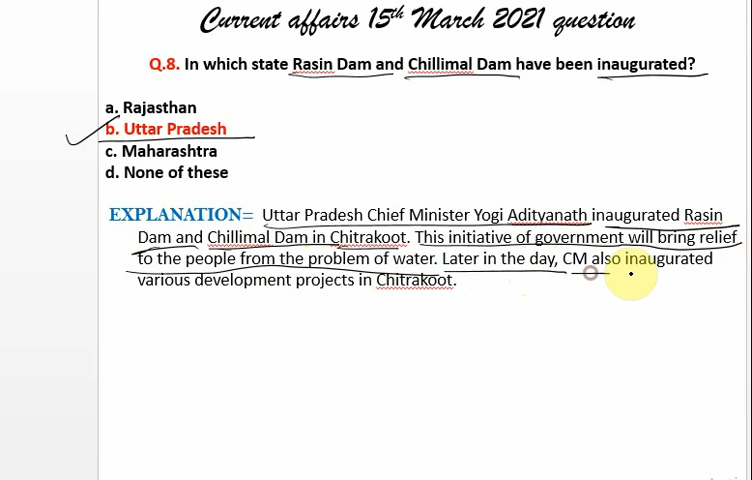 Current affairs 15th March 2021 question
Q.8. In which state Rasin Dam and Chillimal Dam have been inaugurated?
a. Rajasthan
b. Uttar Pradesh
c. Maharashtra
d. None of these
EXPLANATION= Uttar Pradesh Chief Minister Yogi Adityanath inaugurated Rasin
Dam and Chillimal Dam in Chitrakoot. This initiative of government will bring relief
to the people from the problem of water. Later in the day, CM also inaugurated
various development projects in Chitrakoot.